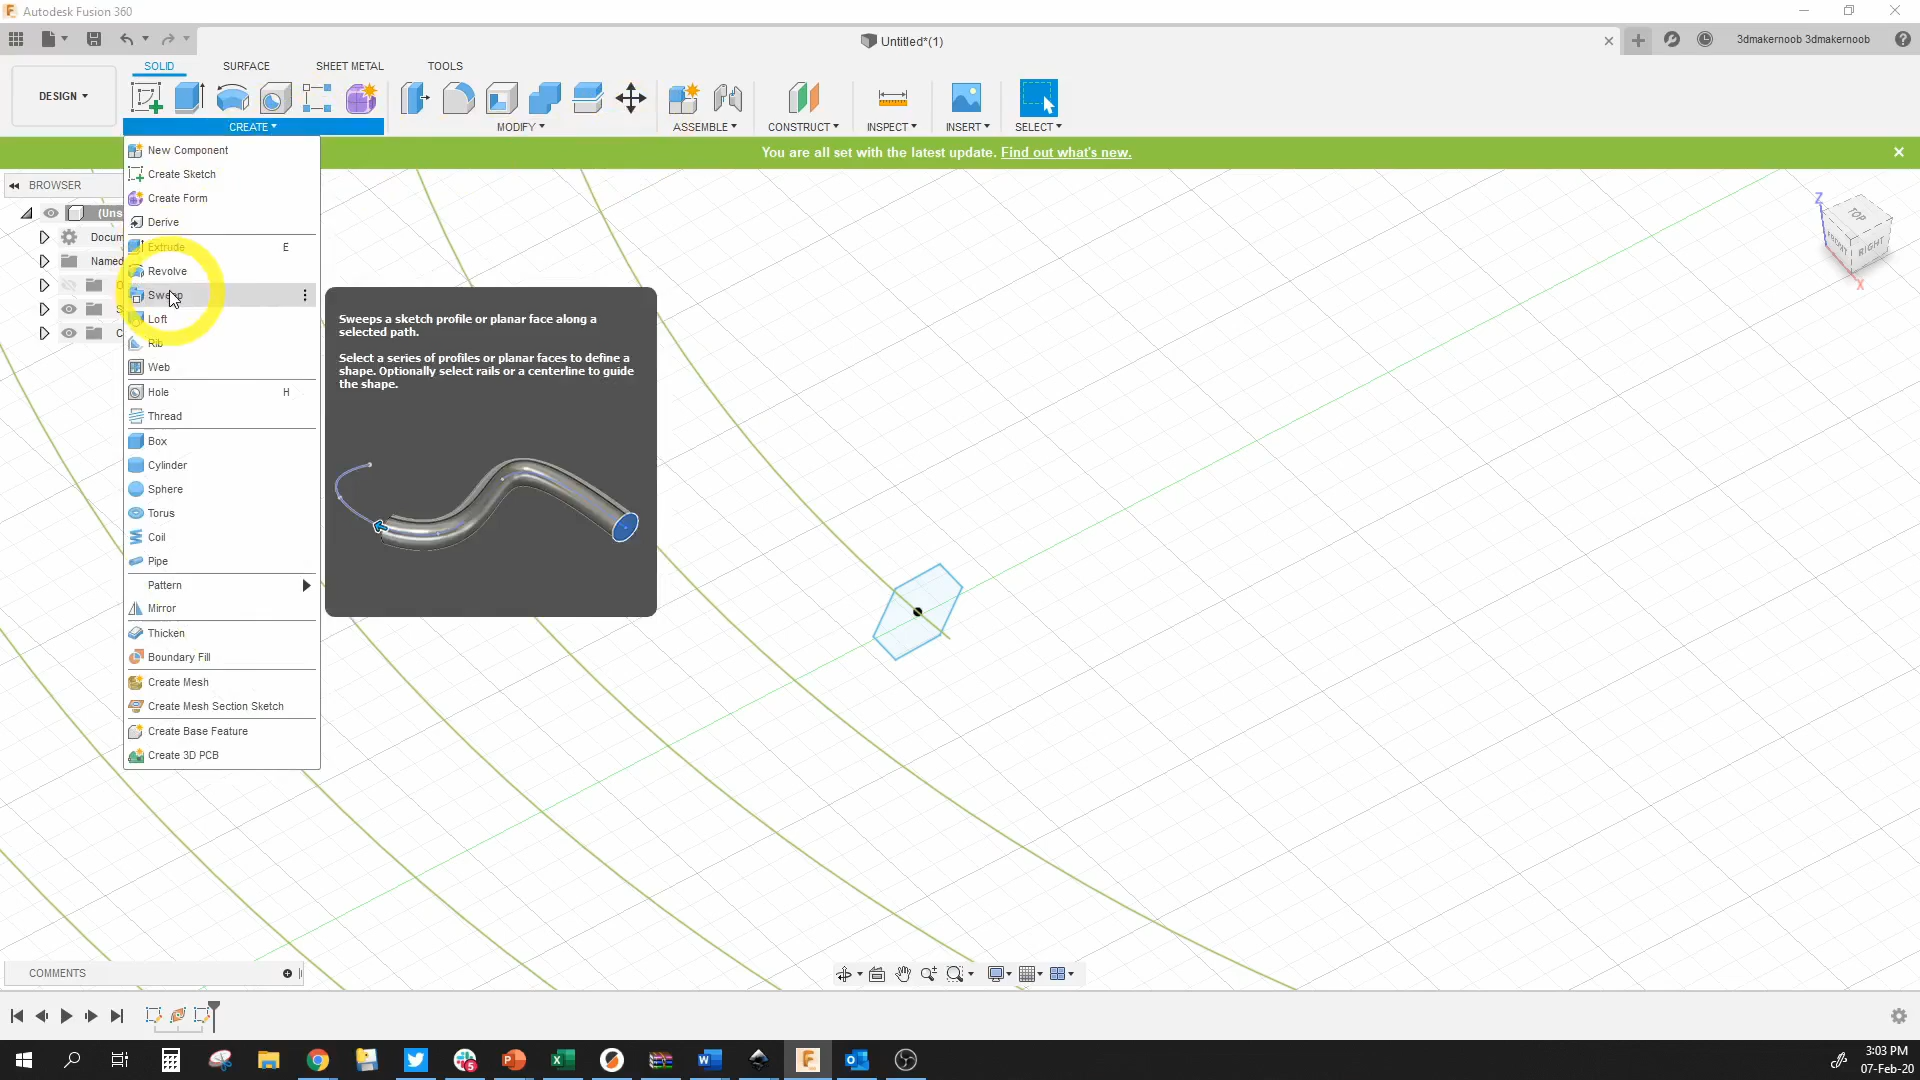 Autodesk Fusion 360
Untitled*(1)
3dmakernoob 3dmakernoob
SOLID
SURFACE
SHEET METAL
TOOLS
DESIGN
CREATE
MODIFY
ASSEMBLE
CONSTRUCT
INSPECT
INSERT
SELECT
You are all set with the latest update. Find out what's new.
BROWSER
(Uns
Docum
Named
O
S
C
New Component
Create Sketch
Create Form
Derive
Extrude E
Revolve
Sweep
Loft
Rib
Web
Hole H
Thread
Box
Cylinder
Sphere
Torus
Coil
Pipe
Pattern
Mirror
Thicken
Boundary Fill
Create Mesh
Create Mesh Section Sketch
Create Base Feature
Create 3D PCB
Sweeps a sketch profile or planar face along a
selected path.
Select a series of profiles or planar faces to define a
shape. Optionally select rails or a centerline to guide
the shape.
Z
TOP
FRONT
RIGHT
X
COMMENTS
3:03 PM
07-Feb-20